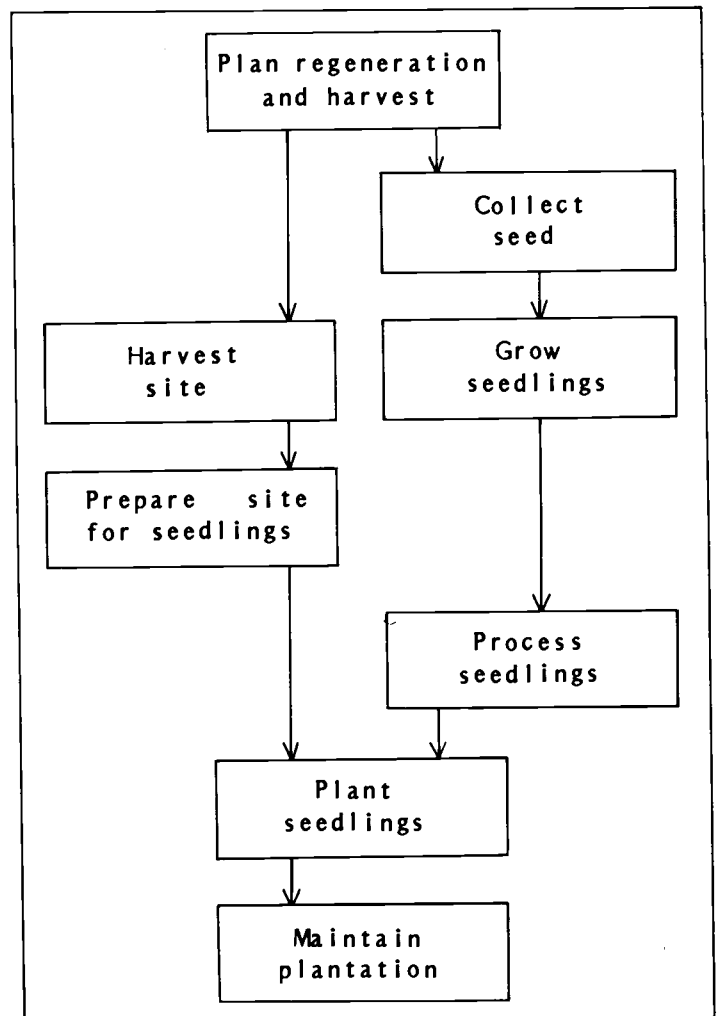 Plan regeneration
and harvest
Collect
seed
Harvest
site
Grow
seedlings
Prepare site
for seedlings
Process
seedlings
Plant
seedlings
Maintain
plantation